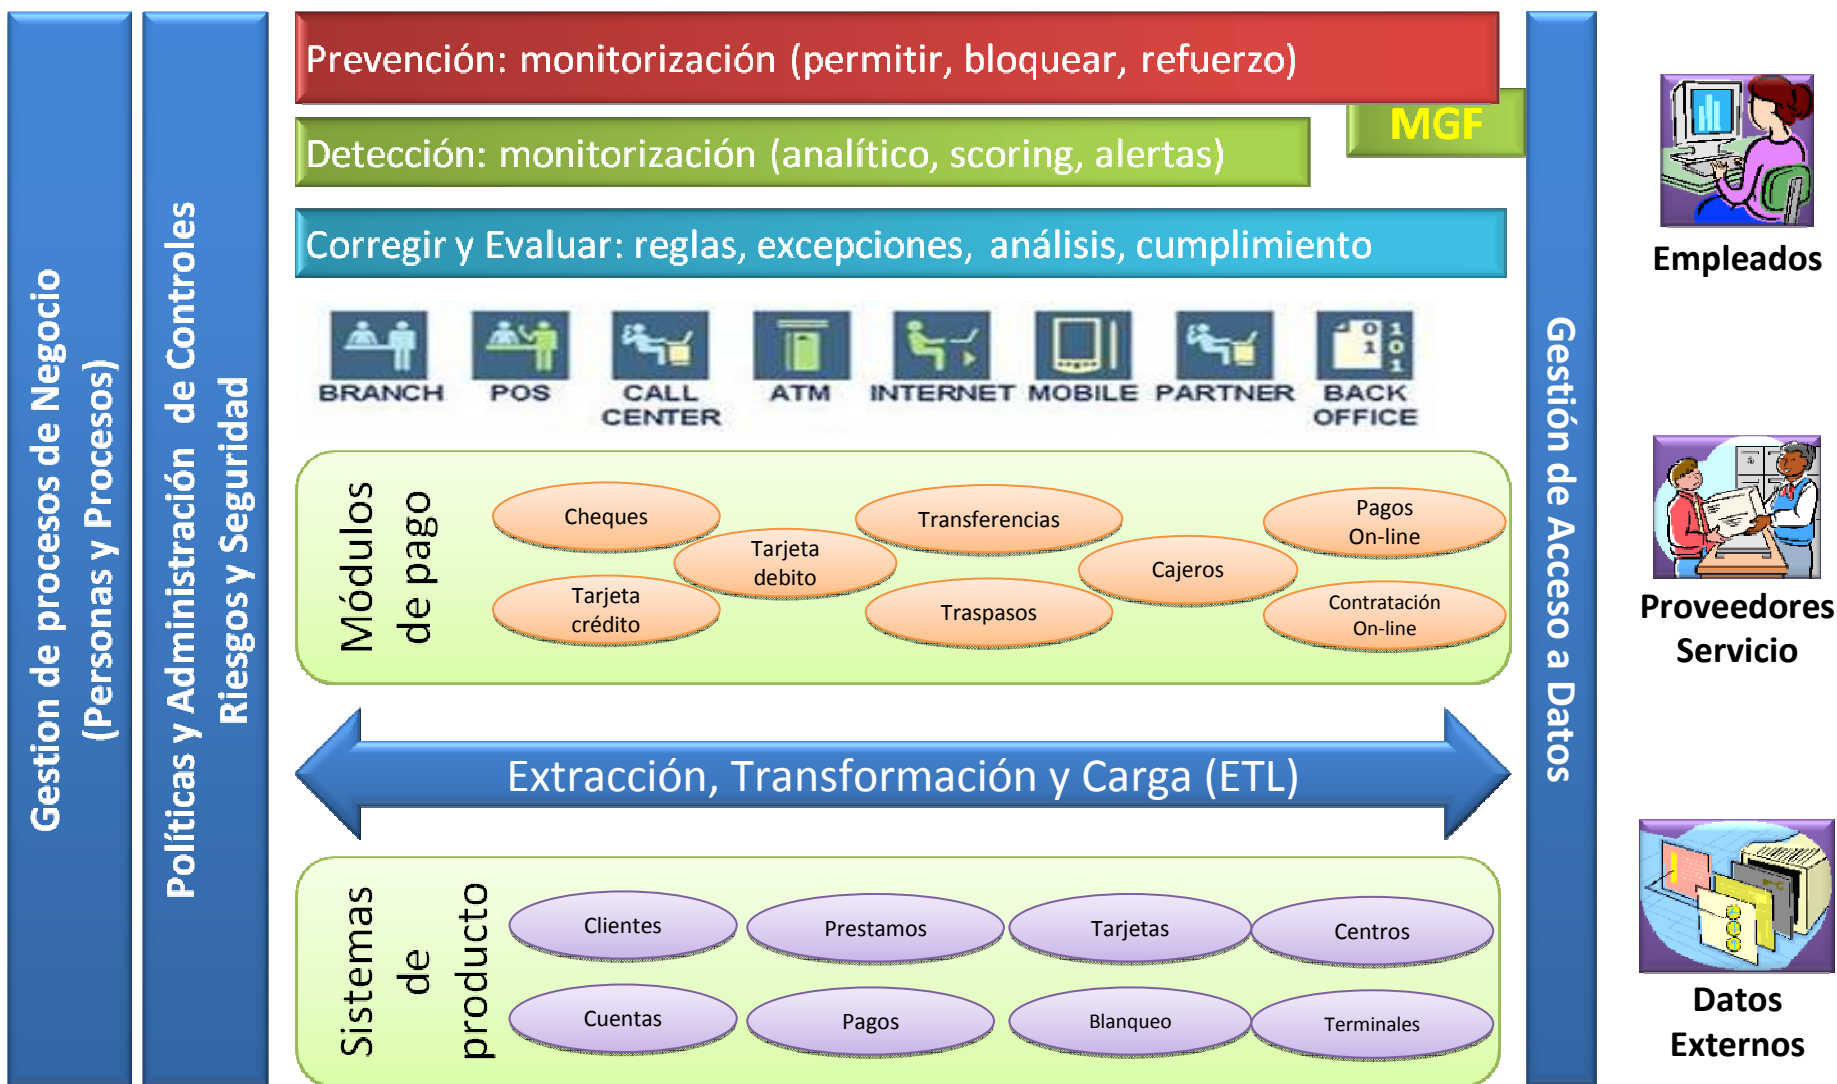 Gestion de procesos de Negocio
(Personas y Procesos)
Políticas y Administración de Controles
Riesgos y Seguridad
Prevención: monitorización (permitir, bloquear, refuerzo)
MGF
Detección: monitorización (analítico, scoring, alertas)
Corregir y Evaluar: reglas, excepciones, análisis, cumplimiento
BRANCH
POS
CALL
CENTER
ATM
INTERNET
MOBILE
PARTNER
BACK
OFFICE
Módulos
de pago
Cheques
Tarjeta
debito
Transferencias
Cajeros
Pagos
On-line
Tarjeta
crédito
Traspasos
Contratación
On-line
Extracción, Transformación y Carga (ETL)
Sistemas
de
producto
Clientes
Prestamos
Tarjetas
Centros
Cuentas
Pagos
Blanqueo
Terminales
Gestión de Acceso a Datos
Empleados
Proveedores
Servicio
Datos
Externos